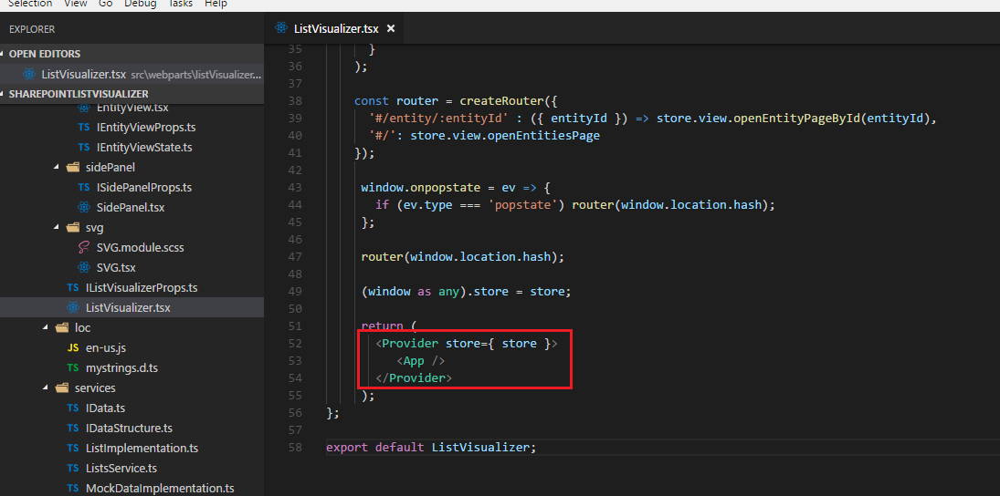 Selection View Go Debug Tasks Help
EXPLORER
OPEN EDITORS
ListVisualizer.tsx src\webparts\listVisualizer...
SHAREPOINTLISTVISUALIZER
EntityView.tsx
IEntityViewProps.ts
IEntityViewState.ts
sidePanel
ISidePanelProps.ts
SidePanel.tsx
svg
SVG.module.scss
SVG.tsx
IListVisualizerProps.ts
ListVisualizer.tsx
loc
JS en-us.js
TS mystrings.d.ts
services
TS IData.ts
TS IDataStructure.ts
TS ListImplementation.ts
TS ListsService.ts
TS MockDataImplementation.ts
ListVisualizer.tsx ×
35 }
36 );
37
38 const router = createRouter({
39 '#/entity/:entityId' : ({ entityId }) => store.view.openEntityPageById(entityId),
40 '#/': store.view.openEntitiesPage
41 });
42
43 window.onpopstate = ev => {
44 if (ev.type === 'popstate') router(window.location.hash);
45 };
46
47 router(window.location.hash);
48
49 (window as any).store = store;
50
51 return (
52 <Provider store={ store }>
53 <App />
54 </Provider>
55 );
56 };
57
58 export default ListVisualizer;